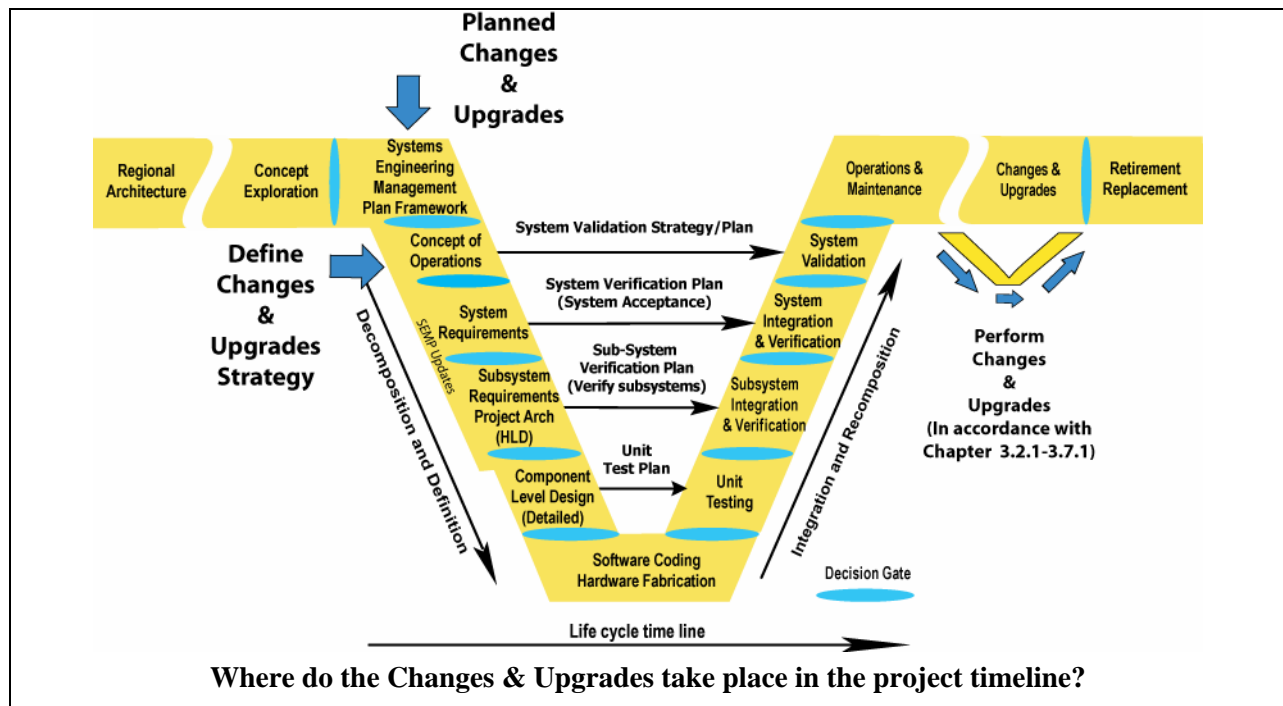 Planned
Changes
&
Upgrades
Regional
Architecture
Concept
Exploration
Systems
Engineering
Management
Plan Framework
Operations &
Maintenance
Changes &
Upgrades
Retirement
Replacement
Define
Changes
&
Upgrades
Strategy
Concept of
Operations
System Validation Strategy/Plan
System
Validation
System
Requirements
System Verification Plan
(System Acceptance)
System
Integration
& Verification
SEMP Updates
Subsystem
Requirements
Project Arch
(HLD)
Sub-System
Verification Plan
(Verify subsystems)
Subsystem
Integration
& Verification
Component
Level Design
(Detailed)
Unit
Test Plan
Unit
Testing
Software Coding
Hardware Fabrication
Decomposition and Definition
Integration and Recomposition
Perform
Changes
&
Upgrades
(In accordance with
Chapter 3.2.1-3.7.1)
Decision Gate
Life cycle time line
Where do the Changes & Upgrades take place in the project timeline?